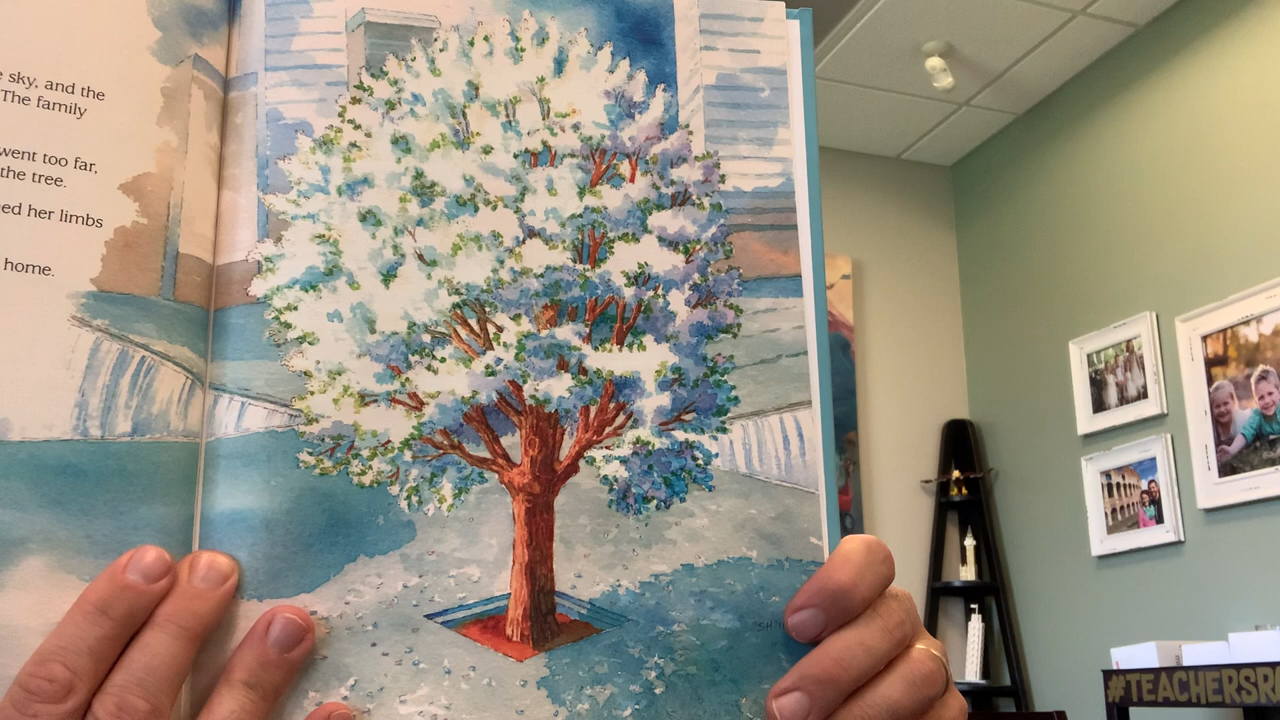 e sky, and the
The family
went too far,
the tree.
ed her limbs
home.
#TEACHERSR